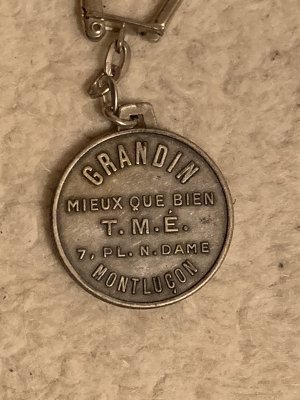 GRANDIN
MIEUX QUE BIEN
T.M.É.
7, PL. N. DAME
MONTLUÇON